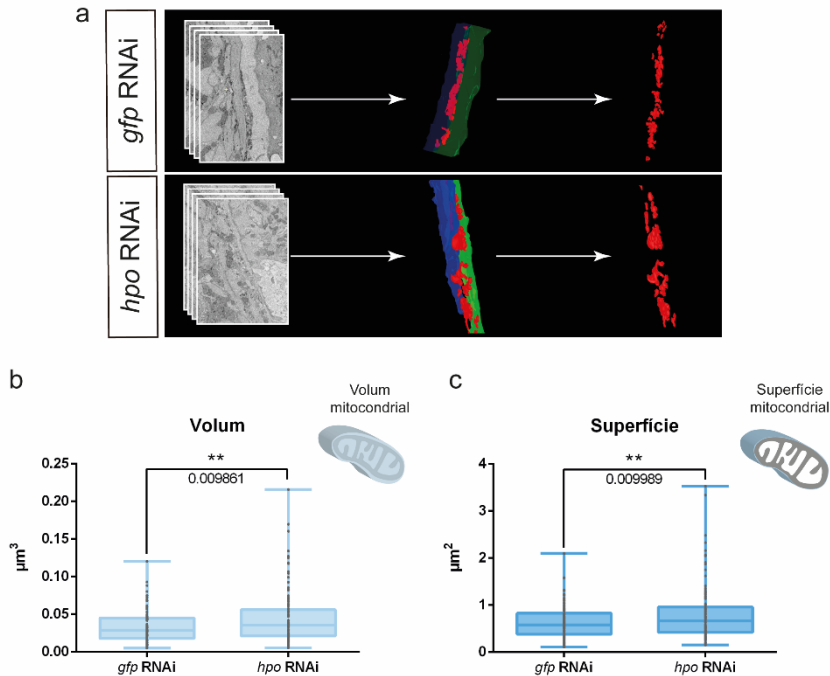 a
gfp RNAi
hpo RNAi
b
Volum
mitocondrial
Volum
**
0.009861
0.25
0.20
0.15
0.10
0.05
0.00
µm³
gfp RNAi
hpo RNAi
c
Superfície
mitocondrial
Superfície
**
0.009989
4
3
2
1
0
µm²
gfp RNAi
hpo RNAi